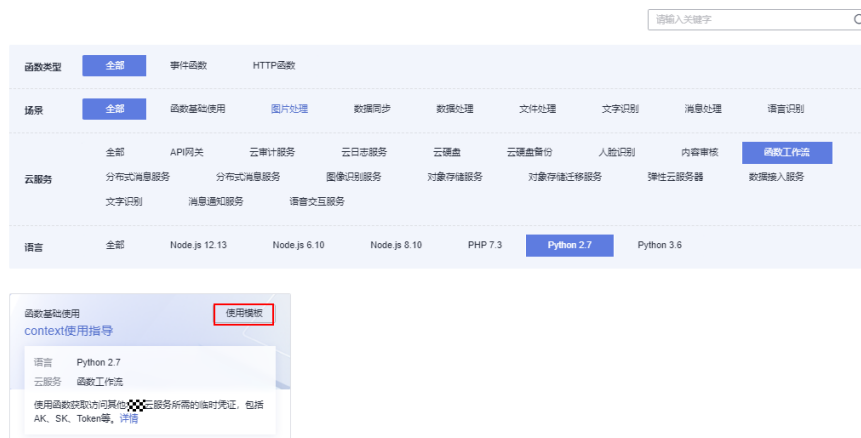 请输入关键字
函数类型 全部 事件函数 HTTP函数
场景 全部 函数基础使用 图片处理 数据同步 数据处理 文件处理 文字识别 消息处理 语言识别
全部 API网关 云审计服务 云日志服务 云硬盘 云硬盘备份 人脸识别 内容审核 函数工作流
云服务 分布式消息服务 分布式消息服务 图像识别服务 对象存储服务 对象存储迁移服务 弹性云服务器 数据接入服务
文字识别 消息通知服务 语音交互服务
语言 全部 Node.js 12.13 Node.js 6.10 Node.js 8.10 PHP 7.3 Python 2.7 Python 3.6
函数基础使用 使用模板
context使用指导
语言 Python 2.7
云服务 函数工作流
使用函数获取访问其他云服务所需的临时凭证，包括
AK、SK、Token等。详情